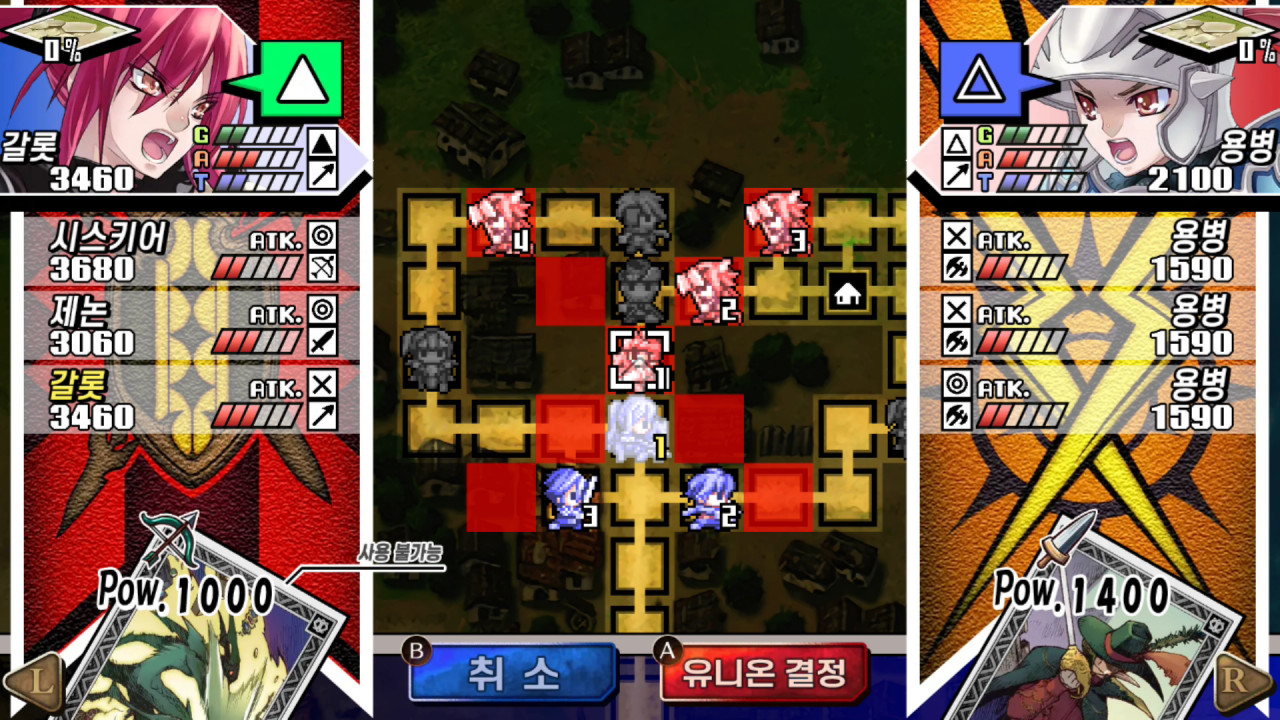 0%
갈롯
3460
G
A
T
시스키어 ATK.
3680
제논 ATK.
3060
갈롯 ATK.
3460
Pow. 1000
사용 불가능
L
4
3
2
1
1
3
2
B 취소
A 유니온 결정
0%
용병
2100
G
A
T
ATK. 용병
1590
ATK. 용병
1590
ATK. 용병
1590
Pow. 1400
R